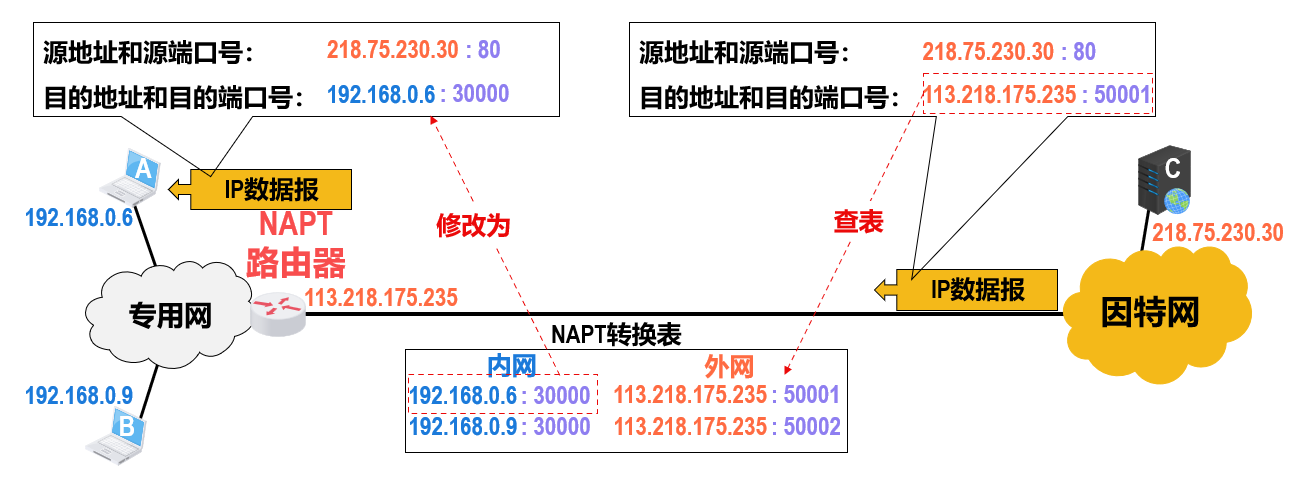 源地址和源端口号： 218.75.230.30 : 80
目的地址和目的端口号： 192.168.0.6 : 30000
源地址和源端口号： 218.75.230.30 : 80
目的地址和目的端口号： 113.218.175.235 : 50001
A
IP数据报
192.168.0.6
NAPT
路由器
113.218.175.235
修改为
查表
C
218.75.230.30
IP数据报
专用网
因特网
NAPT转换表
内网 外网
192.168.0.6 : 30000 113.218.175.235 : 50001
192.168.0.9 : 30000 113.218.175.235 : 50002
192.168.0.9
B